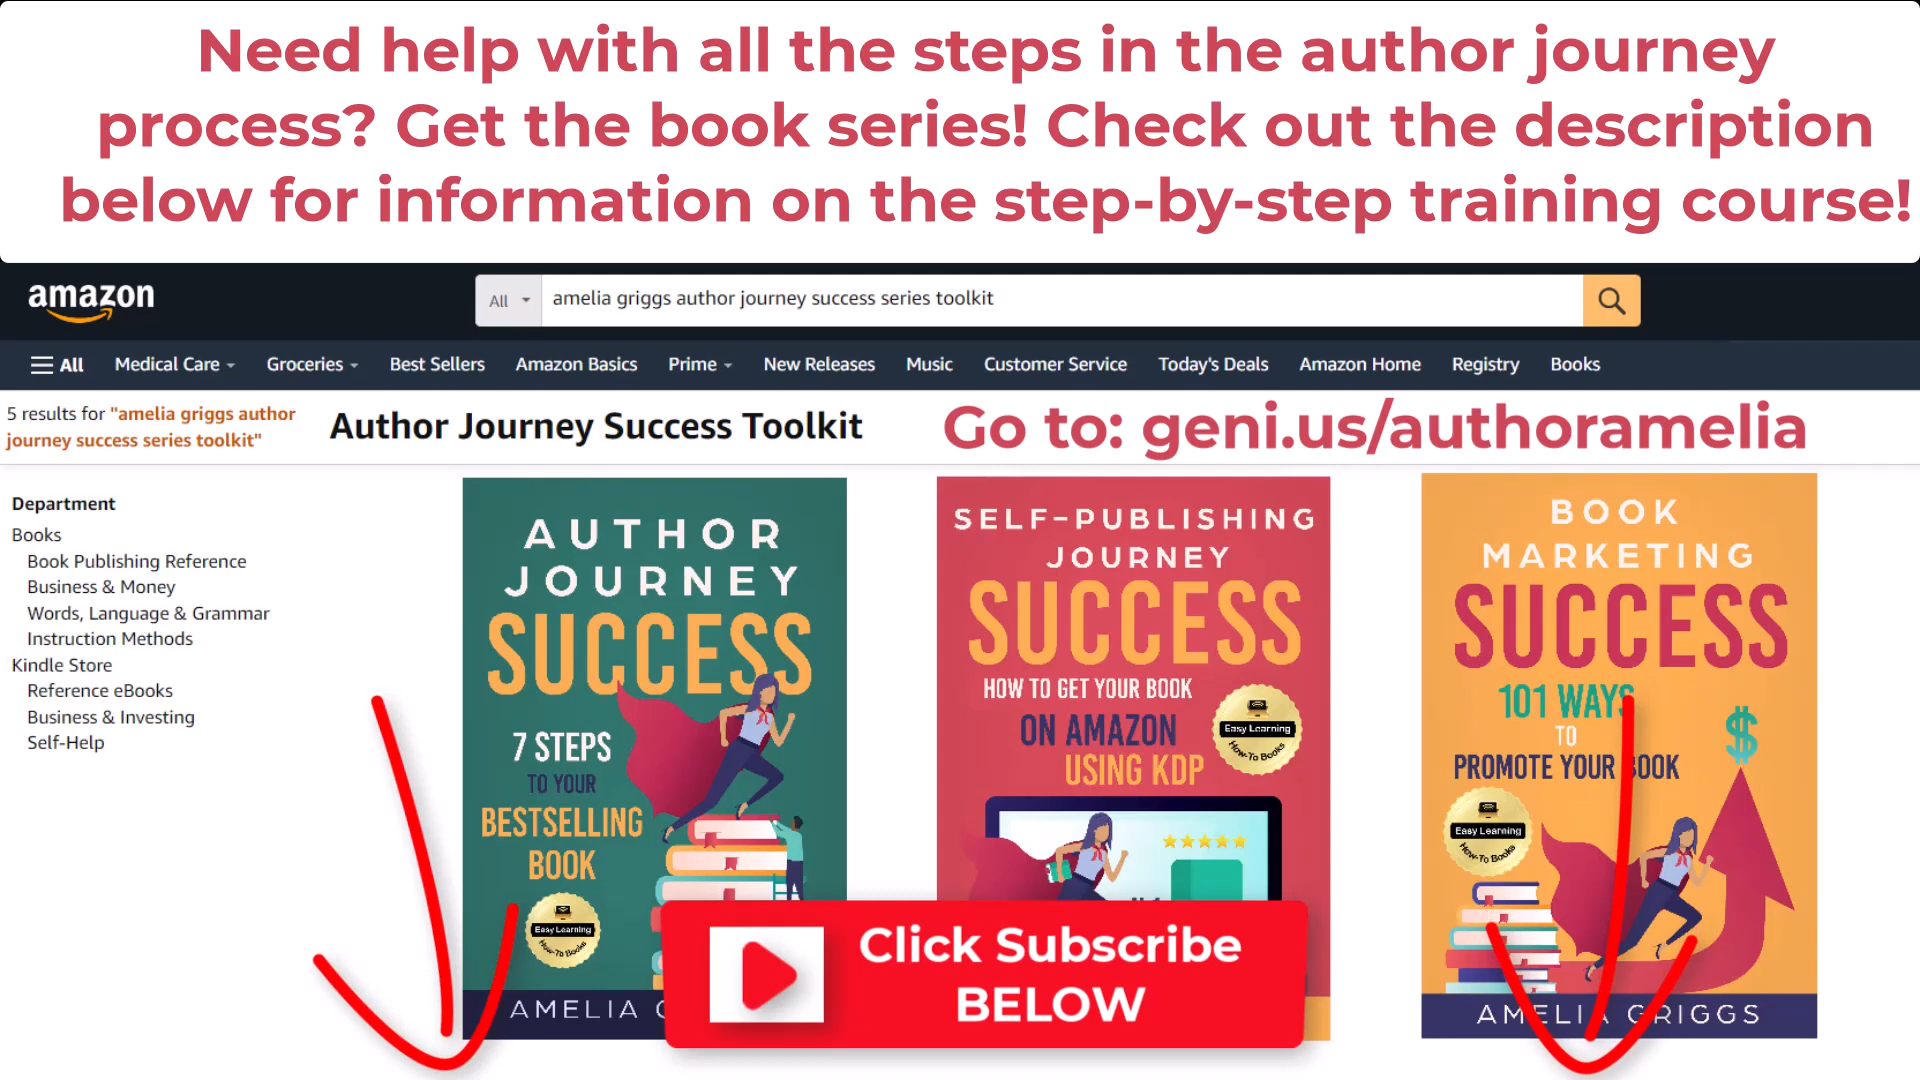 Need help with all the steps in the author journey
process? Get the book series! Check out the description
below for information on the step-by-step training course!
amazon
All
amelia griggs author journey success series toolkit
All Medical Care Groceries Best Sellers Amazon Basics Prime New Releases Music Customer Service Today's Deals Amazon Home Registry Books
5 results for "amelia griggs author
journey success series toolkit"
Author Journey Success Toolkit
Go to: geni.us/authoramelia
Department
Books
Book Publishing Reference
Business & Money
Words, Language & Grammar
Instruction Methods
Kindle Store
Reference eBooks
Business & Investing
Self-Help
AUTHOR
JOURNEY
SUCCESS
7 STEPS
TO YOUR
BESTSELLING
BOOK
Easy Learning
How-To Books
AMELIA
SELF-PUBLISHING
JOURNEY
SUCCESS
HOW TO GET YOUR BOOK
ON AMAZON
USING KDP
Easy Learning
How-To Books
BOOK
MARKETING
SUCCESS
101 WAYS
TO
PROMOTE YOUR BOOK
$
Easy Learning
How-To Books
AMELIA GRIGGS
Click Subscribe
BELOW